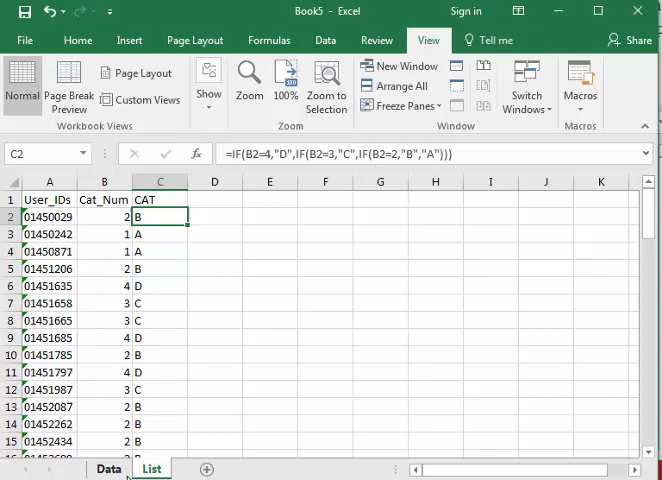 Book5 - Excel
Sign in
File Home Insert Page Layout Formulas Data Review View Tell me Share
Normal
Page Break Preview
Page Layout
Custom Views
Workbook Views
Show
Zoom
100%
Zoom to Selection
Zoom
New Window
Arrange All
Freeze Panes
Switch Windows
Window
Macros
Macros
C2 fx =IF(B2=4,"D",IF(B2=3,"C",IF(B2=2,"B","A")))
A B C D E F G H I J K
1 User_IDs Cat_Num CAT
2 01450029 2 B
3 01450242 1 A
4 01450871 1 A
5 01451206 2 B
6 01451635 4 D
7 01451658 3 C
8 01451665 3 C
9 01451685 4 D
10 01451785 2 B
11 01451797 4 D
12 01451987 3 C
13 01452087 2 B
14 01452262 2 B
15 01452434 2 B
Data List